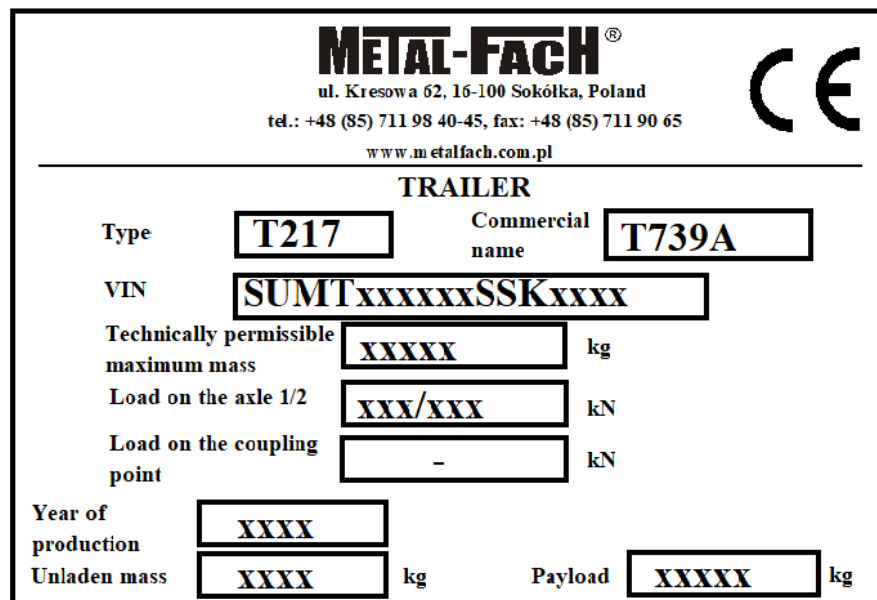 METAL-FACH®
ul. Kresowa 62, 16-100 Sokółka, Poland
tel.: +48 (85) 711 98 40-45, fax: +48 (85) 711 90 65
www.metalfach.com.pl
CE
TRAILER
Type T217 Commercial name T739A
VIN SUMTxxxxxxSSKxxxx
Technically permissible
maximum mass xxxxx kg
Load on the axle 1/2 xxx/xxx kN
Load on the coupling
point - kN
Year of
production xxxx
Unladen mass xxxx kg Payload xxxxx kg